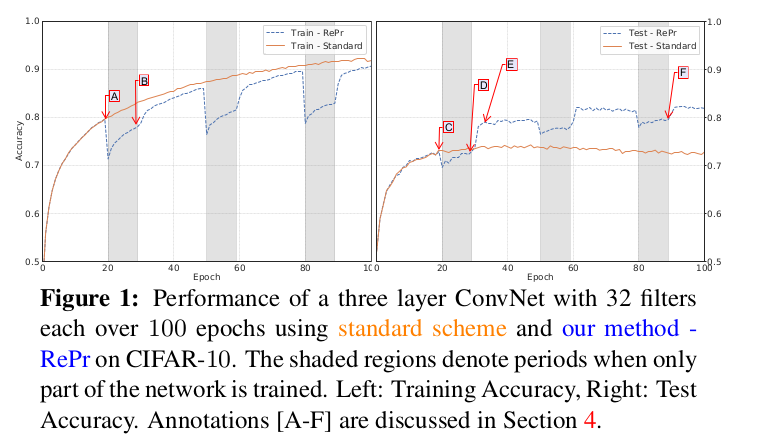 1.0
0.9
0.8
0.7
0.6
0.5
Accuracy
0
20
40
60
80
100
Epoch
Train - RePr
Train - Standard
A
B
1.0
0.9
0.8
0.7
0.6
0.5
0
20
40
60
80
100
Epoch
Test - RePr
Test - Standard
C
D
E
F
Figure 1: Performance of a three layer ConvNet with 32 filters
each over 100 epochs using standard scheme and our method -
RePr on CIFAR-10. The shaded regions denote periods when only
part of the network is trained. Left: Training Accuracy, Right: Test
Accuracy. Annotations [A-F] are discussed in Section 4.